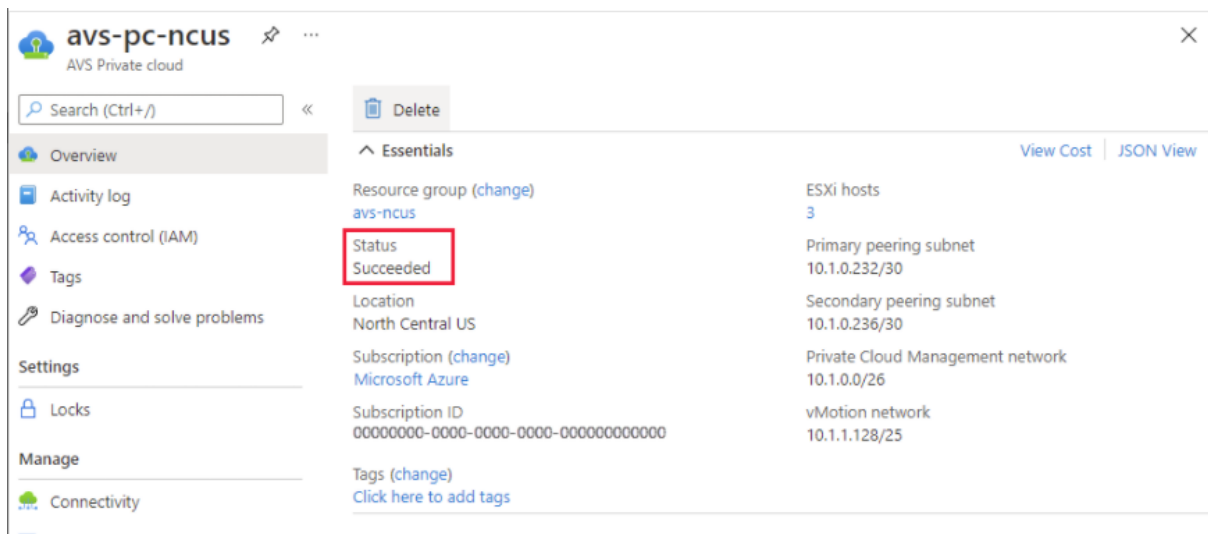 avs-pc-ncus ...
AVS Private cloud
Search (Ctrl+/)
«
Overview
Activity log
Access control (IAM)
Tags
Diagnose and solve problems
Settings
Locks
Manage
Connectivity
Delete
Essentials
View Cost | JSON View
Resource group (change)
avs-ncus
Status
Succeeded
Location
North Central US
Subscription (change)
Microsoft Azure
Subscription ID
00000000-0000-0000-0000-000000000000
Tags (change)
Click here to add tags
ESXi hosts
3
Primary peering subnet
10.1.0.232/30
Secondary peering subnet
10.1.0.236/30
Private Cloud Management network
10.1.0.0/26
vMotion network
10.1.1.128/25